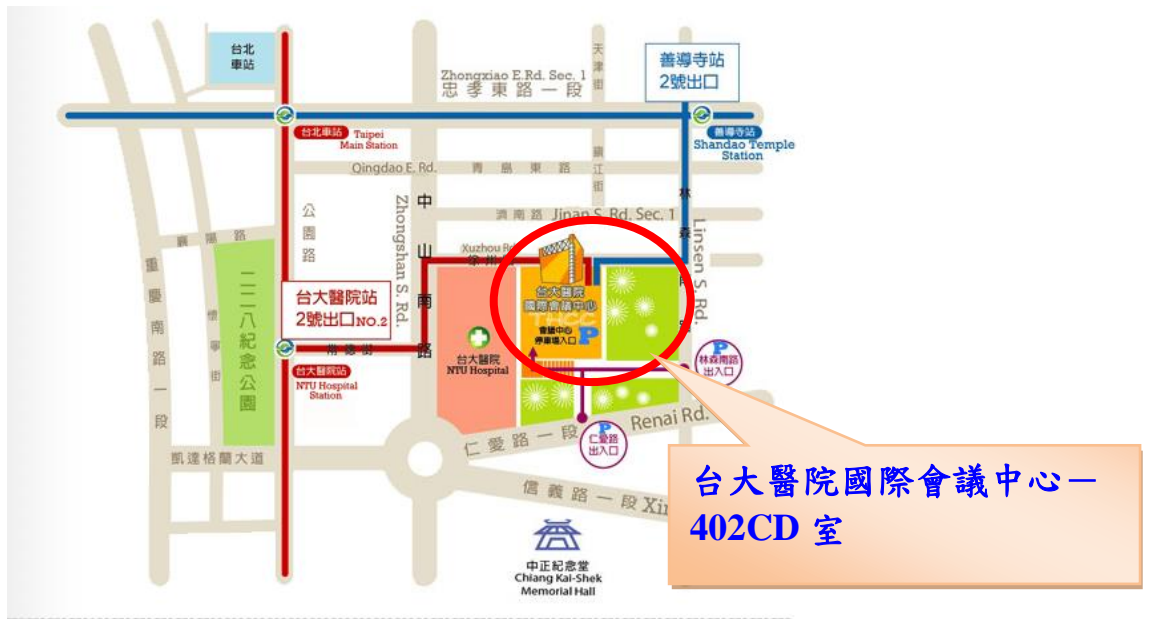 台北
車站
天津街
善導寺站
2號出口
Zhongxiao E.Rd. Sec. 1
忠孝東路一段
台北車站 Taipei
Main Station
善導寺站
Shandao Temple
Station
Qingdao E. Rd. 青島東路
鎮江街
林森南路
Linsen S. Rd.
濟南路 Jinan S. Rd. Sec. 1
中山南路
Zhongshan S. Rd.
公園路
襄陽路
重慶南路一段
懷寧街
二二八紀念公園
Xuzhou Rd
徐州
台大醫院站
2號出口NO.2
台大醫院
國際會議中心
THCC
會議中心
停車場入口 P
常德街
台大醫院
NTU Hospital
台大醫院站
NTU Hospital
Station
P
林森南路
出入口
P
仁愛路
出入口
仁愛路一段 Renai Rd.
凱達格蘭大道
信義路一段 Xin
中正紀念堂
Chiang Kai-Shek
Memorial Hall
台大醫院國際會議中心－
402CD 室